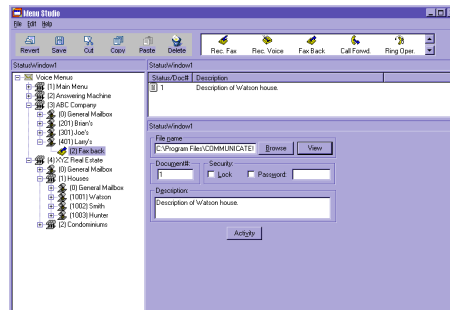 Menu Studio
File Edit Help
Revert Save Cut Copy Paste Delete Rec. Fax Rec. Voice Fax Back Call Forwd. Ring Oper.
StatusWindow1
Voice Menus
(1) Main Menu
(2) Answering Machine
(3) ABC Company
(0) General Mailbox
(201) Brian's
(301) Joe's
(401) Larry's
(2) Fax back
(4) XYZ Real Estate
(0) General Mailbox
(1) Houses
(0) General Mailbox
(1001) Watson
(1002) Smith
(1003) Hunter
(2) Condominiums
StatusWindow1
Status/Doc# Description
1 Description of Watson house.
StatusWindow1
File name
C:\Program Files\COMMUNICATE! Browse View
Document#: Security:
1 Lock Password:
Description:
Description of Watson house.
Activity